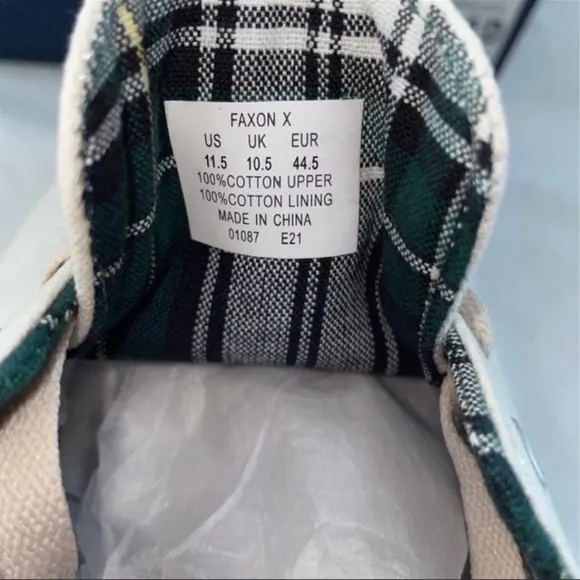 FAXON X
US UK EUR
11.5 10.5 44.5
100%COTTON UPPER
100%COTTON LINING
MADE IN CHINA
01087 E21